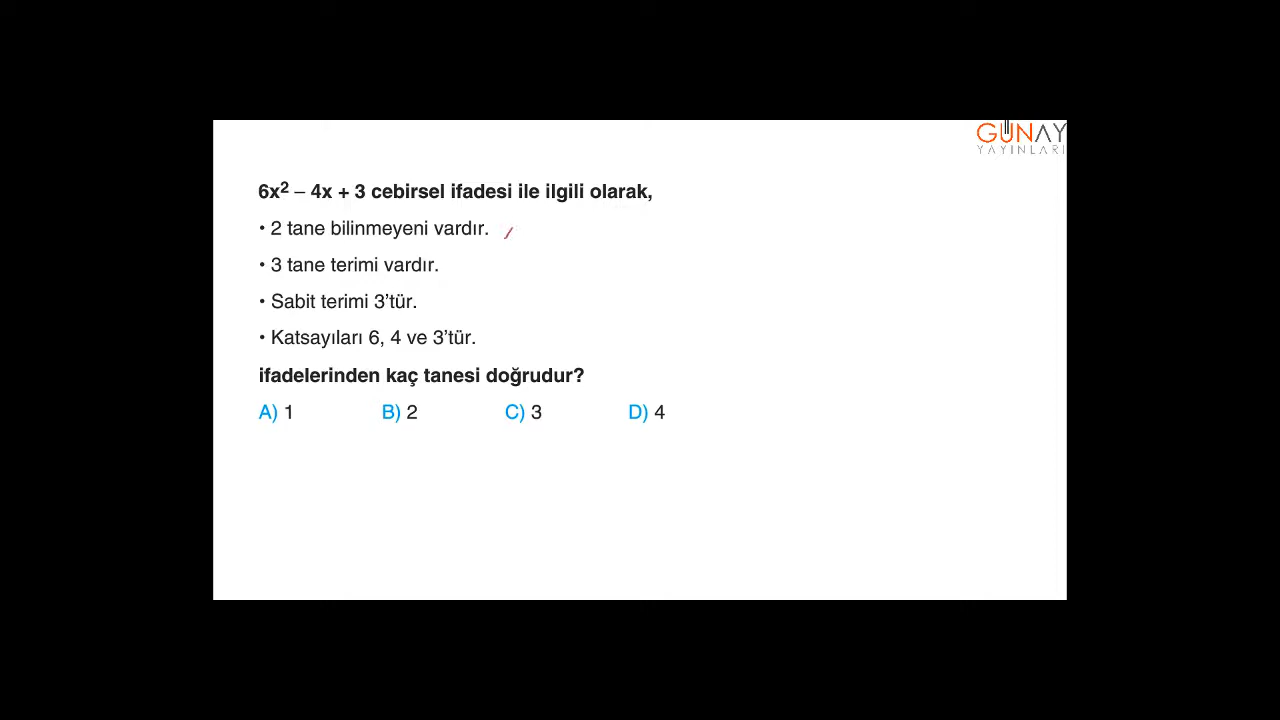 GÜNAY
YAYINLARI
6x² – 4x + 3 cebirsel ifadesi ile ilgili olarak,
• 2 tane bilinmeyeni vardır.
• 3 tane terimi vardır.
• Sabit terimi 3’tür.
• Katsayıları 6, 4 ve 3’tür.
ifadelerinden kaç tanesi doğrudur?
A) 1 B) 2 C) 3 D) 4